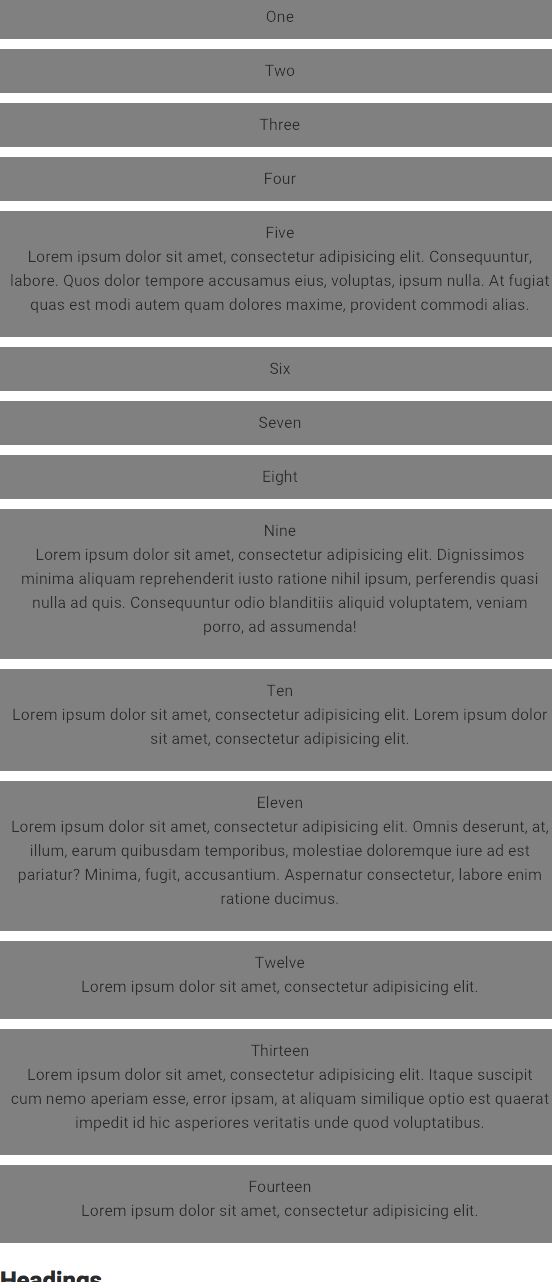 One
Two
Three
Four
Five
Lorem ipsum dolor sit amet, consectetur adipisicing elit. Consequuntur,
labore. Quos dolor tempore accusamus eius, voluptas, ipsum nulla. At fugiat
quas est modi autem quam dolores maxime, provident commodi alias.
Six
Seven
Eight
Nine
Lorem ipsum dolor sit amet, consectetur adipisicing elit. Dignissimos
minima aliquam reprehenderit iusto ratione nihil ipsum, perferendis quasi
nulla ad quis. Consequuntur odio blanditiis aliquid voluptatem, veniam
porro, ad assumenda!
Ten
Lorem ipsum dolor sit amet, consectetur adipisicing elit. Lorem ipsum dolor
sit amet, consectetur adipisicing elit.
Eleven
Lorem ipsum dolor sit amet, consectetur adipisicing elit. Omnis deserunt, at,
illum, earum quibusdam temporibus, molestiae doloremque iure ad est
pariatur? Minima, fugit, accusantium. Aspernatur consectetur, labore enim
ratione ducimus.
Twelve
Lorem ipsum dolor sit amet, consectetur adipisicing elit.
Thirteen
Lorem ipsum dolor sit amet, consectetur adipisicing elit. Itaque suscipit
cum nemo aperiam esse, error ipsam, at aliquam similique optio est quaerat
impedit id hic asperiores veritatis unde quod voluptatibus.
Fourteen
Lorem ipsum dolor sit amet, consectetur adipisicing elit.
Headings